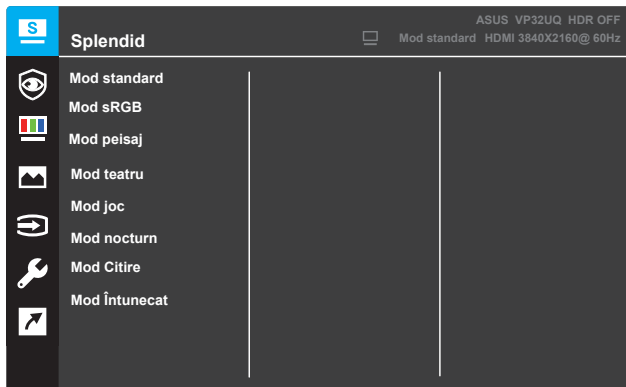 S
ASUS VP32UQ HDR OFF
Splendid
Mod standard HDMI 3840X2160@ 60Hz
Mod standard
Mod sRGB
Mod peisaj
Mod teatru
Mod joc
Mod nocturn
Mod Citire
Mod Întunecat